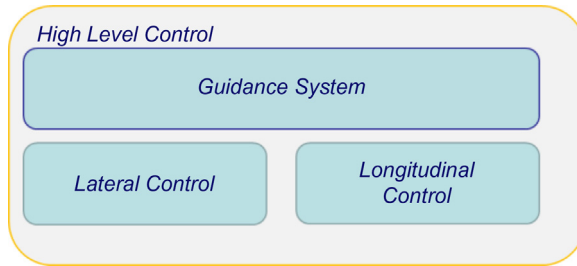 High Level Control
Guidance System
Lateral Control
Longitudinal
Control